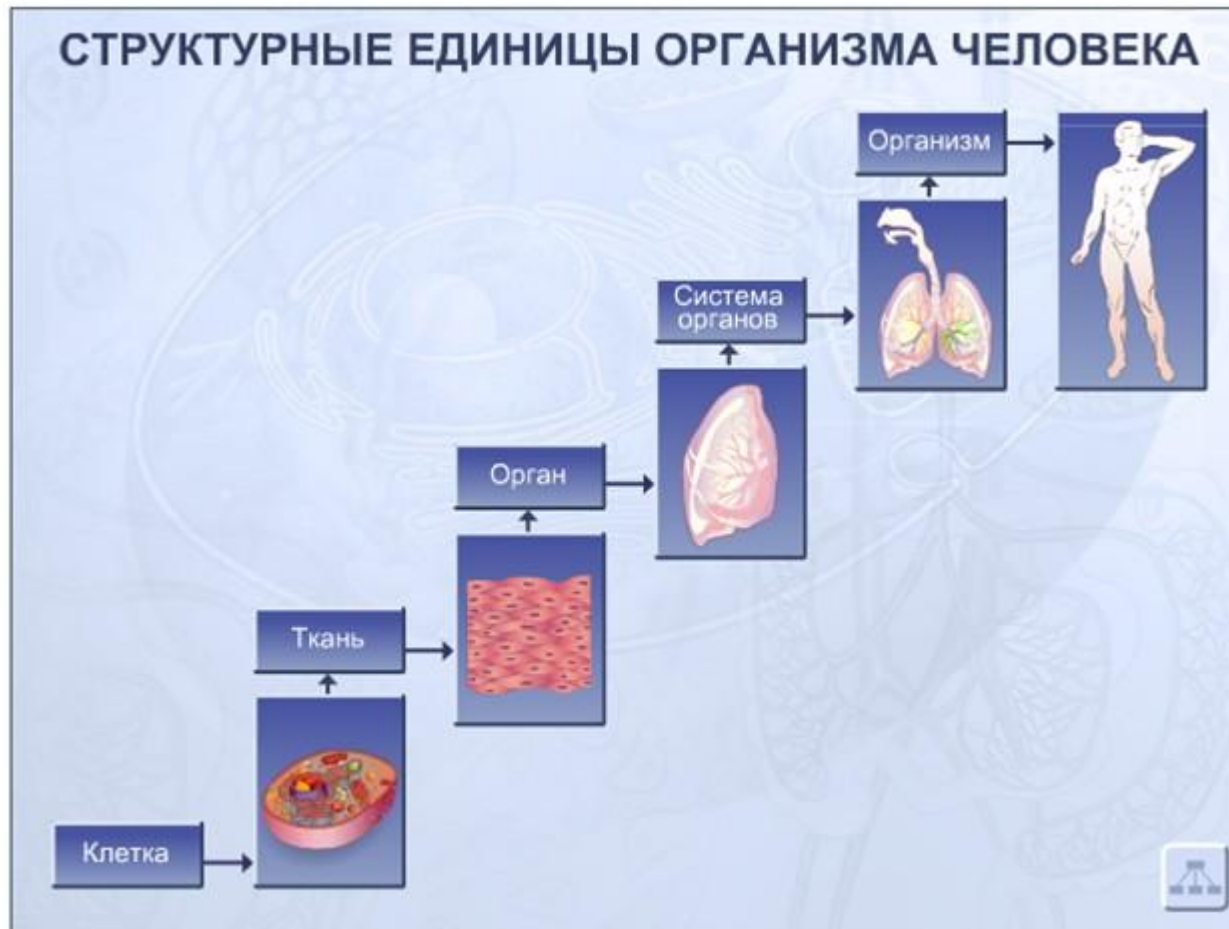 СТРУКТУРНЫЕ ЕДИНИЦЫ ОРГАНИЗМА ЧЕЛОВЕКА
Организм
Система
органов
Орган
Ткань
Клетка